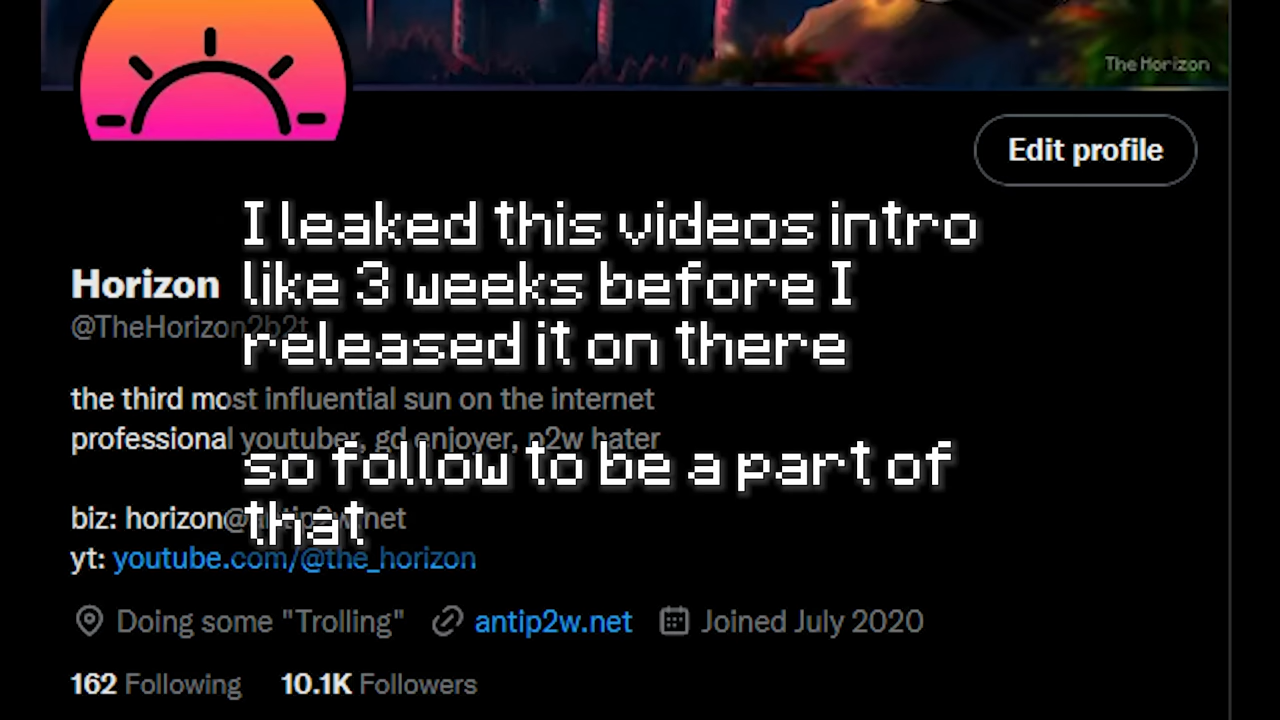 The Horizon
Edit profile
I leaked this videos intro
like 3 weeks before I
released it on there
Horizon
@TheHorizon2b2t
the third most influential sun on the internet
professional youtuber, gd enjoyer, p2w hater
so follow to be a part of
that
biz: horizon@antip2w.net
yt: youtube.com/@the_horizon
Doing some "Trolling" antip2w.net Joined July 2020
162 Following 10.1K Followers